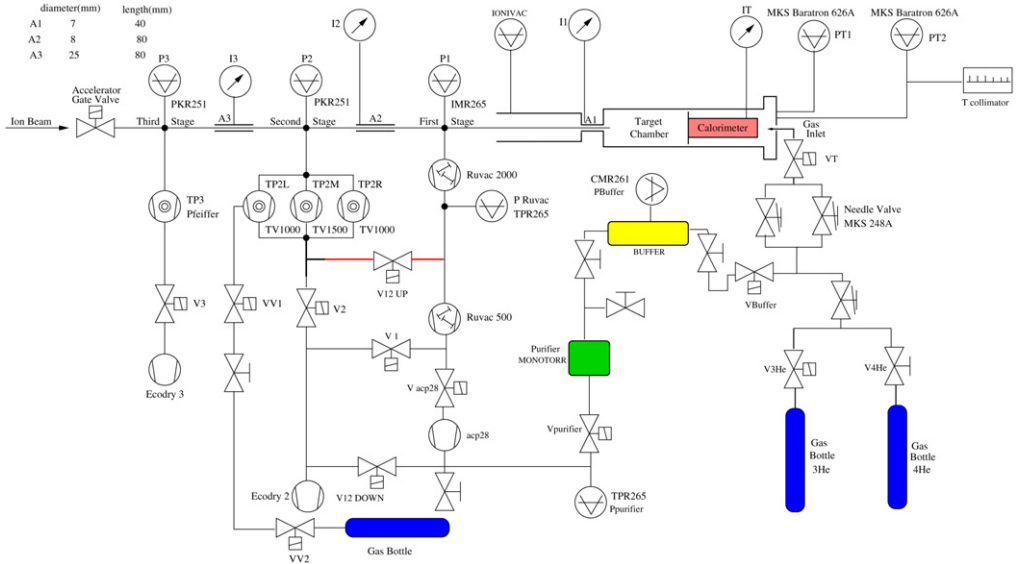 diameter(mm) length(mm)
A1 7 40
A2 8 80
A3 25 80
I2
IONIVAC
I1
IT
MKS Baratron 626A
MKS Baratron 626A
PT1
PT2
P3
I3
P2
P1
PKR251
PKR251
IMR265
T collimator
Accelerator
Gate Valve
Ion Beam
Third Stage
A3
Second Stage
A2
First Stage
A1
Target
Chamber
Calorimeter
Gas
Inlet
VT
Ruvac 2000
TP2L
TP2M
TP2R
TP3
Pfeiffer
TV1000
TV1500
TV1000
P Ruvac
TPR265
CMR261
PBuffer
Needle Valve
MKS 248A
BUFFER
V12 UP
VBuffer
V3
VV1
V2
Ruvac 500
V 1
Purifier
MONOTORR
V3He
V4He
Ecodry 3
V acp28
acp28
Vpurifier
Gas
Bottle
3He
Gas
Bottle
4He
Ecodry 2
V12 DOWN
TPR265
Ppurifier
VV2
Gas Bottle